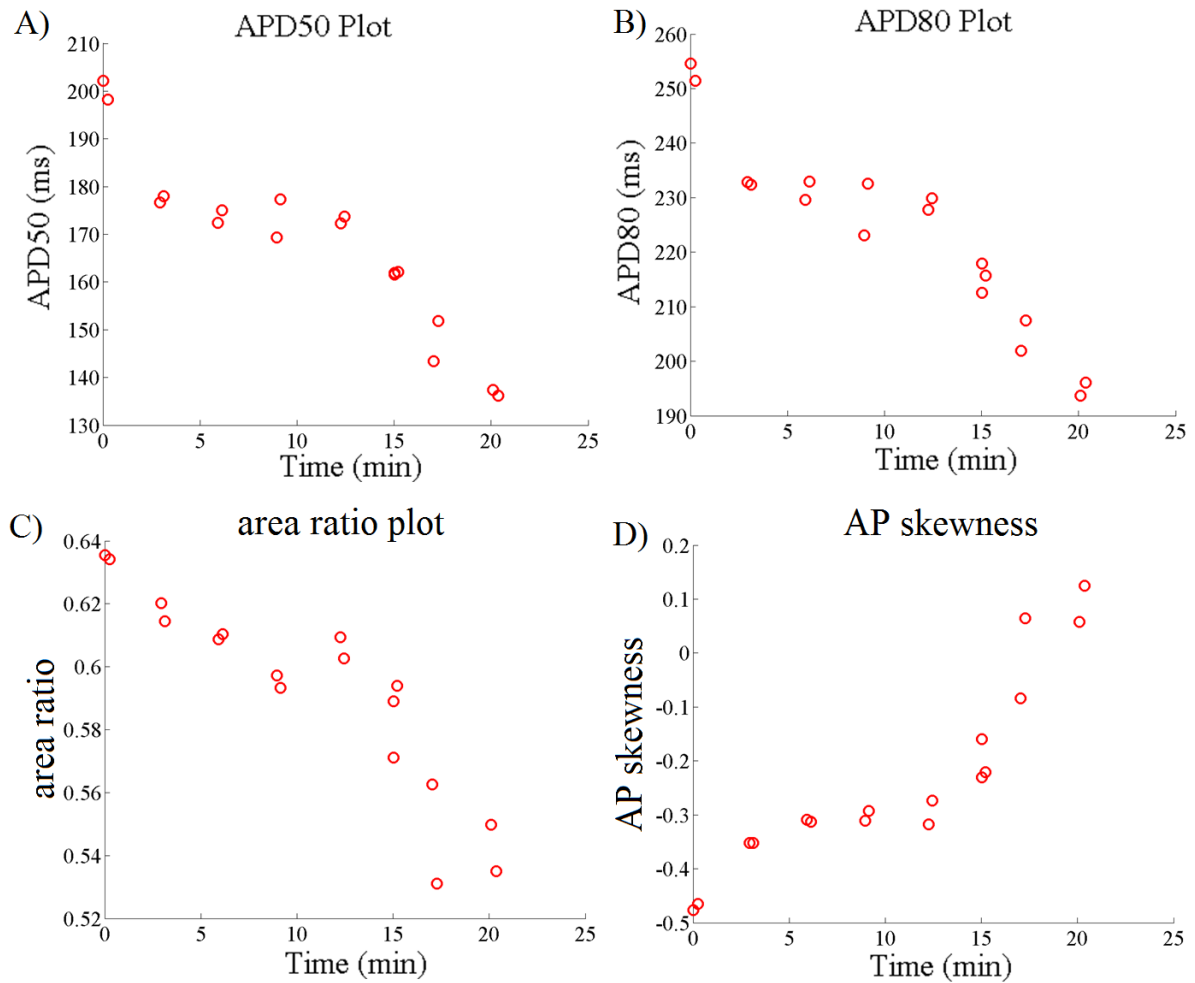 A)
APD50 Plot
210
200
190
180
170
160
150
140
130
APD50 (ms)
0 5 10 15 20 25
Time (min)
B)
APD80 Plot
260
250
240
230
220
210
200
190
APD80 (ms)
0 5 10 15 20 25
Time (min)
C)
area ratio plot
0.64
0.62
0.6
0.58
0.56
0.54
0.52
area ratio
0 5 10 15 20 25
Time (min)
D)
AP skewness
0.2
0.1
0
-0.1
-0.2
-0.3
-0.4
-0.5
AP skewness
0 5 10 15 20 25
Time (min)